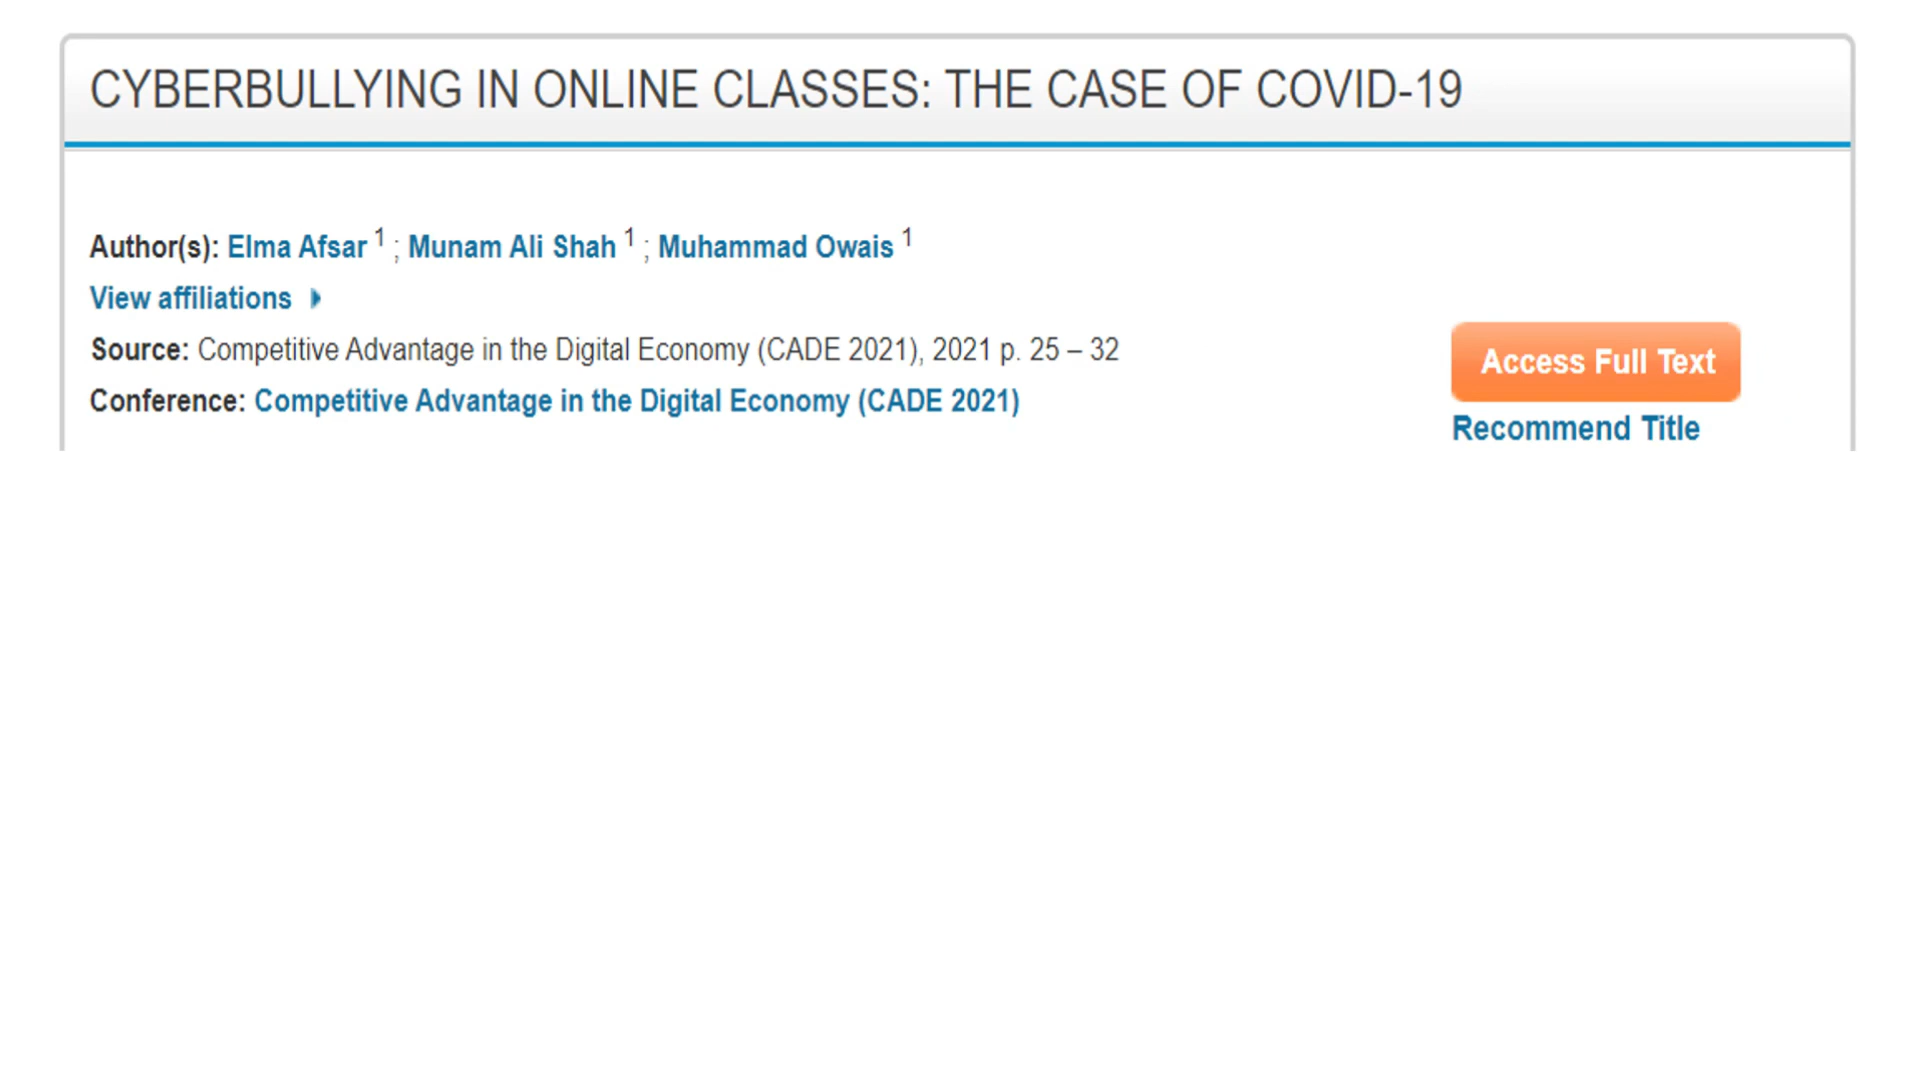 CYBERBULLYING IN ONLINE CLASSES: THE CASE OF COVID-19
Author(s): Elma Afsar 1 ; Munam Ali Shah 1 ; Muhammad Owais 1
View affiliations
Source: Competitive Advantage in the Digital Economy (CADE 2021), 2021 p. 25 – 32
Conference: Competitive Advantage in the Digital Economy (CADE 2021)
Access Full Text
Recommend Title